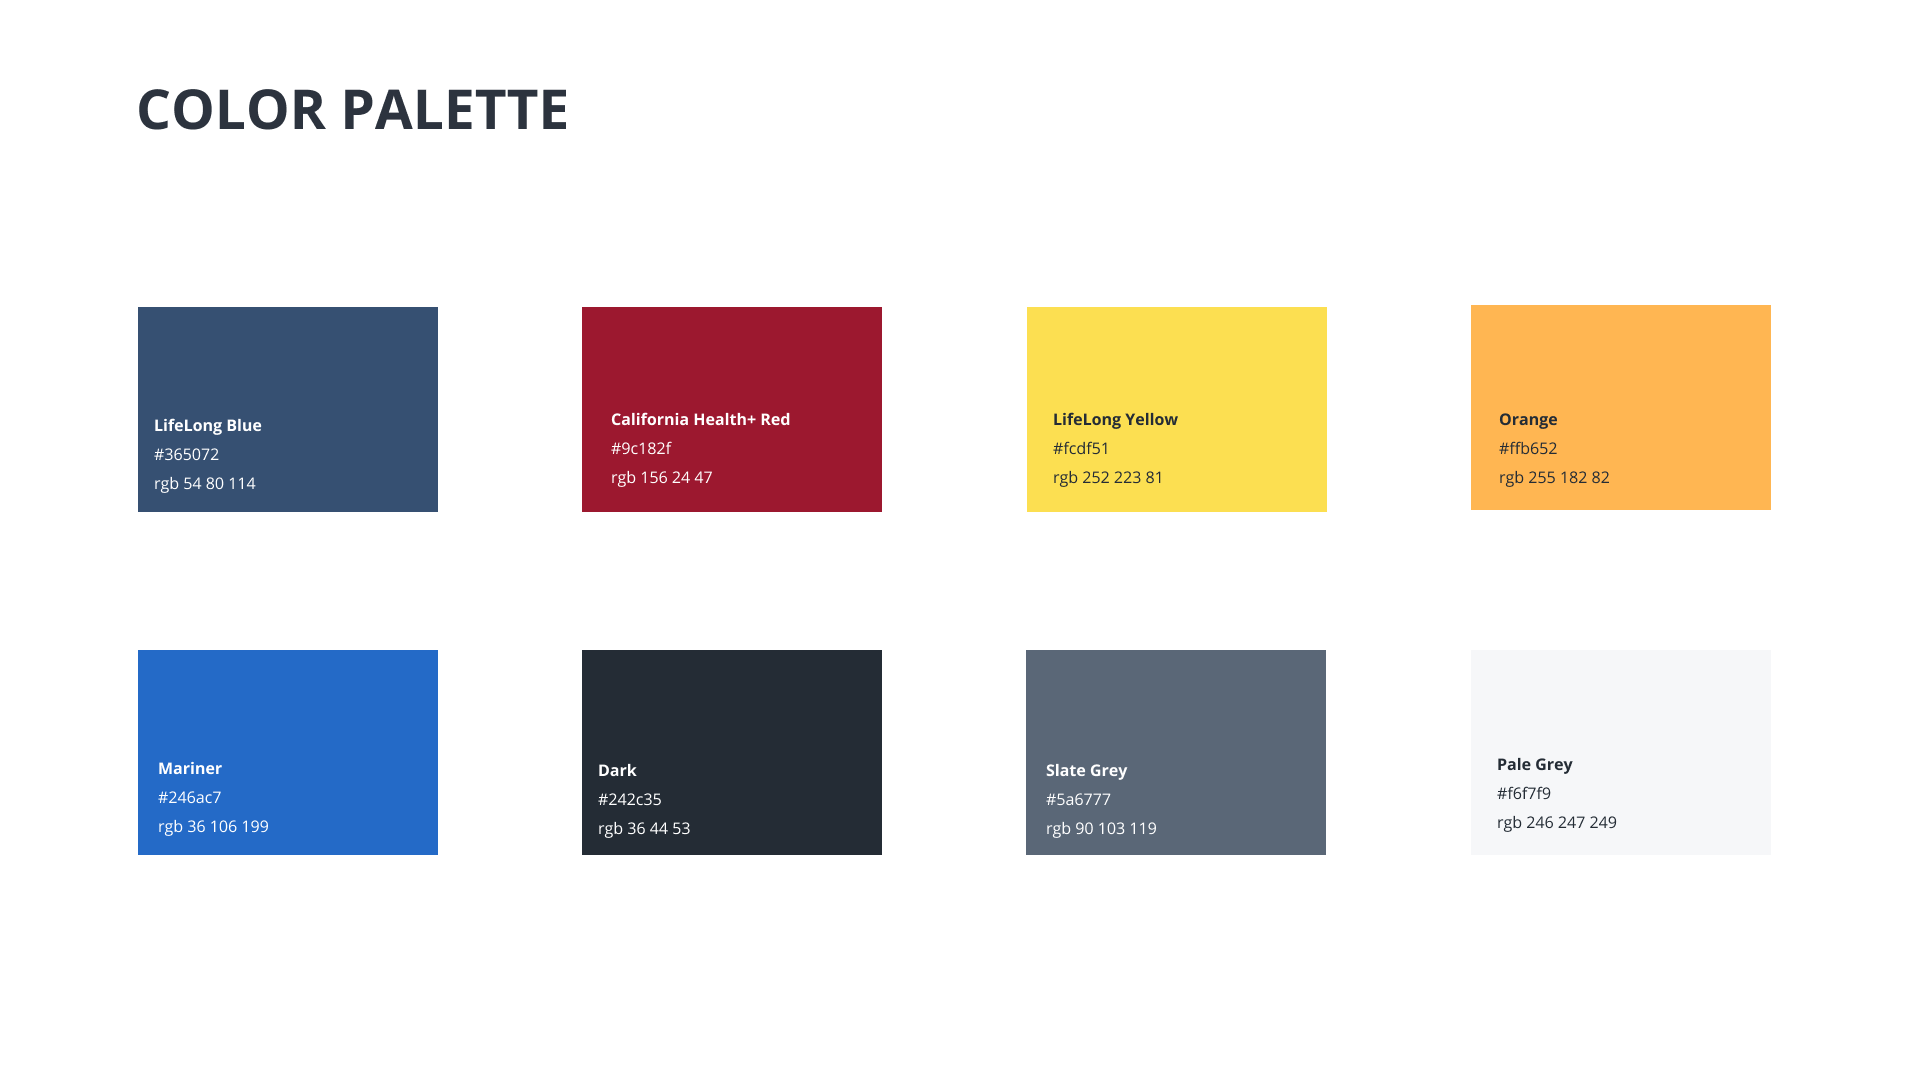 COLOR PALETTE
LifeLong Blue
#365072
rgb 54 80 114
California Health+ Red
#9c182f
rgb 156 24 47
LifeLong Yellow
#fcdf51
rgb 252 223 81
Orange
#ffb652
rgb 255 182 82
Mariner
#246ac7
rgb 36 106 199
Dark
#242c35
rgb 36 44 53
Slate Grey
#5a6777
rgb 90 103 119
Pale Grey
#f6f7f9
rgb 246 247 249